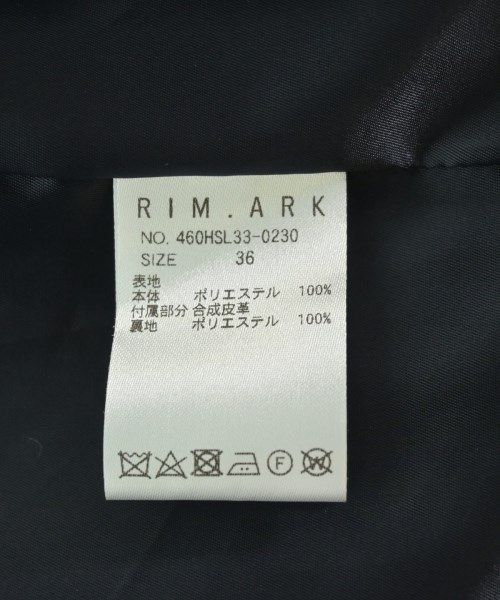 RIM.ARK
NO. 460HSL33-0230
SIZE 36
表地
本体 ポリエステル 100%
付属部分 合成皮革
裏地 ポリエステル 100%
F W